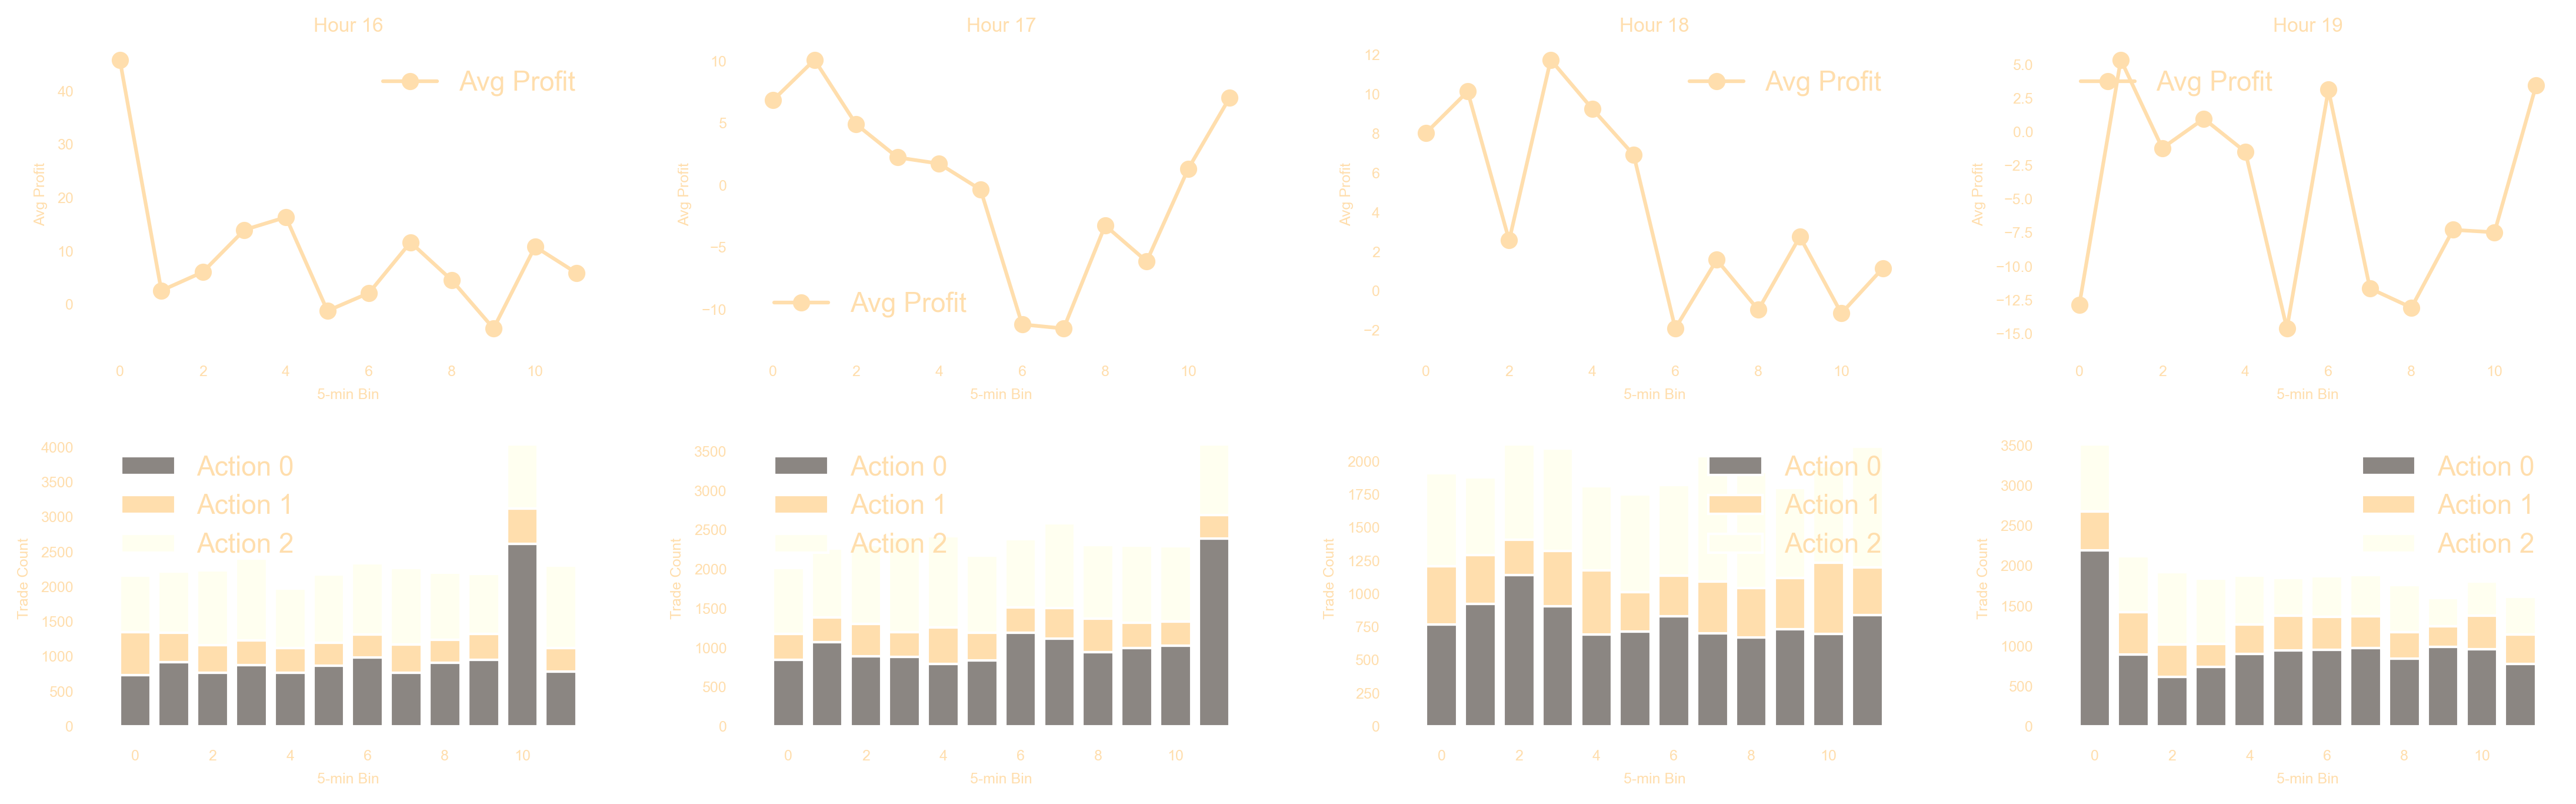 Hour 16
Avg Profit
40
30
20
10
0
Avg Profit
0 2 4 6 8 10
5-min Bin
Hour 17
10
5
0
−5
−10
Avg Profit
Avg Profit
0 2 4 6 8 10
5-min Bin
Hour 18
12
10
8
6
4
2
0
−2
Avg Profit
Avg Profit
0 2 4 6 8 10
5-min Bin
Hour 19
5.0
2.5
0.0
−2.5
−5.0
−7.5
−10.0
−12.5
−15.0
Avg Profit
Avg Profit
0 2 4 6 8 10
5-min Bin
4000
3500
3000
2500
2000
1500
1000
500
0
Trade Count
Action 0
Action 1
Action 2
0 2 4 6 8 10
5-min Bin
3500
3000
2500
2000
1500
1000
500
0
Trade Count
Action 0
Action 1
Action 2
0 2 4 6 8 10
5-min Bin
2000
1750
1500
1250
1000
750
500
250
0
Trade Count
Action 0
Action 1
Action 2
0 2 4 6 8 10
5-min Bin
3500
3000
2500
2000
1500
1000
500
0
Trade Count
Action 0
Action 1
Action 2
0 2 4 6 8 10
5-min Bin